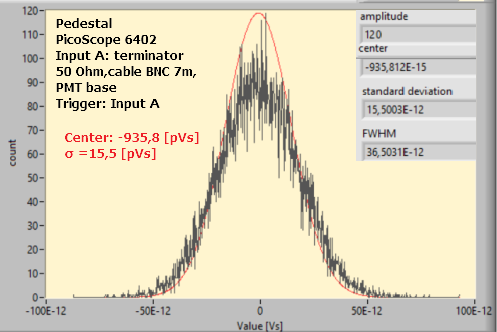 Pedestal
PicoScope 6402
Input A: terminator
50 Ohm,cable BNC 7m,
PMT base
Trigger: Input A
Center: -935,8 [pVs]
σ =15,5 [pVs]
amplitude
120
center
-935,812E-15
standard deviation
15,5003E-12
FWHM
36,5031E-12
count
120
110
100
90
80
70
60
50
40
30
20
10
0
-100E-12
-50E-12
0
50E-12
100E-12
Value [Vs]